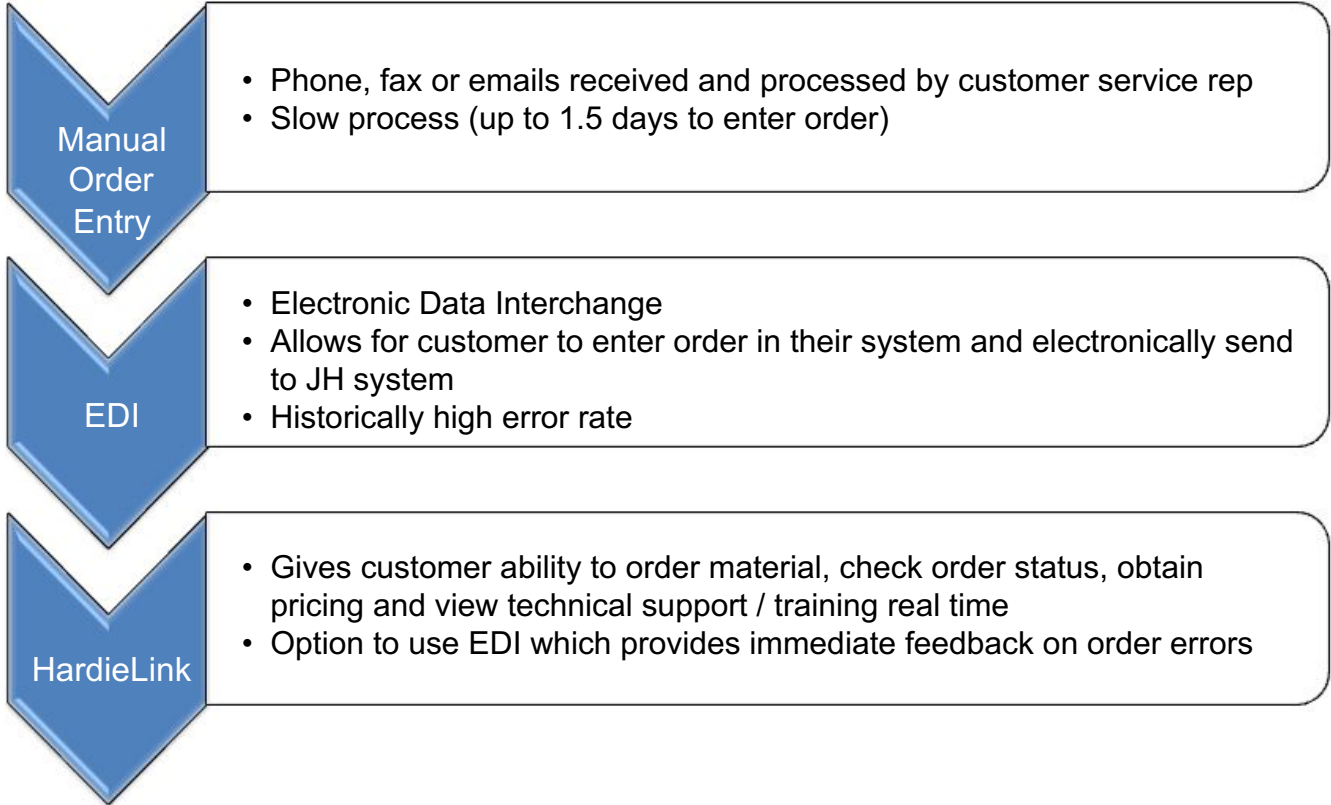 Manual
Order
Entry
• Phone, fax or emails received and processed by customer service rep
• Slow process (up to 1.5 days to enter order)
EDI
• Electronic Data Interchange
• Allows for customer to enter order in their system and electronically send
to JH system
• Historically high error rate
HardieLink
• Gives customer ability to order material, check order status, obtain
pricing and view technical support / training real time
• Option to use EDI which provides immediate feedback on order errors